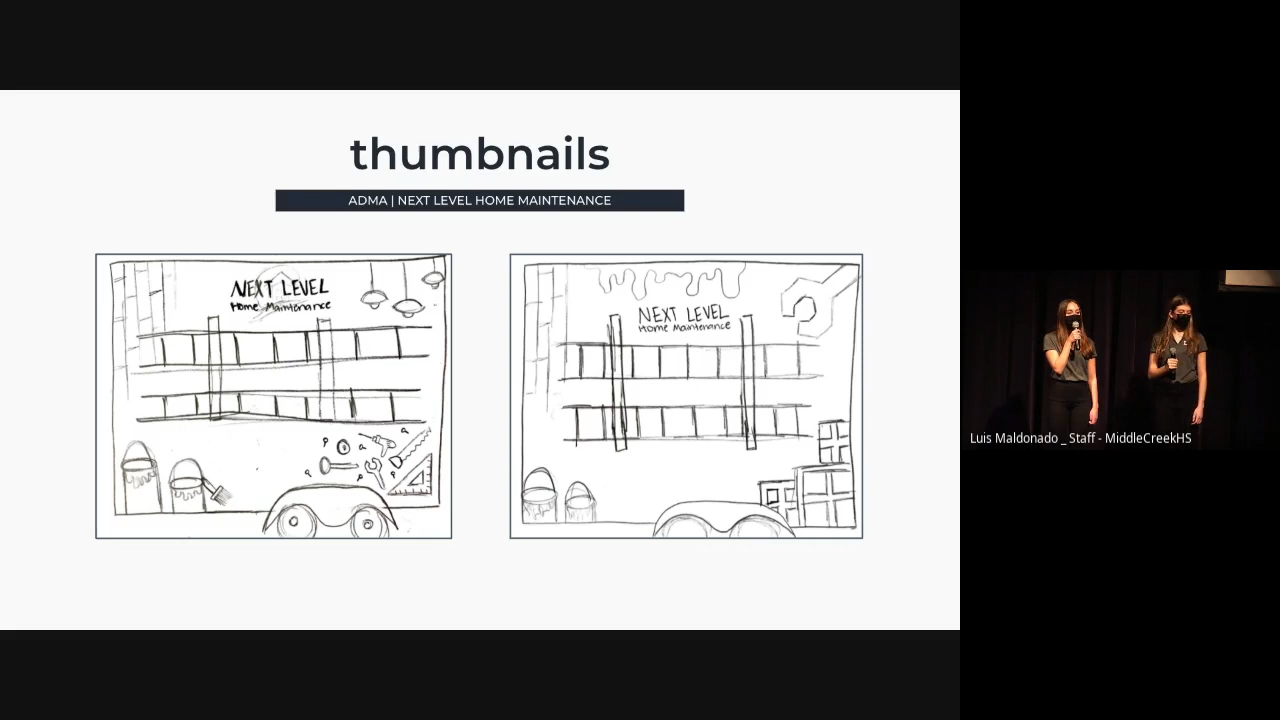 thumbnails
ADMA | NEXT LEVEL HOME MAINTENANCE
NEXT LEVEL
Home Maintenance
NEXT LEVEL
Home Maintenance
Luis Maldonado _ Staff - MiddleCreekHS